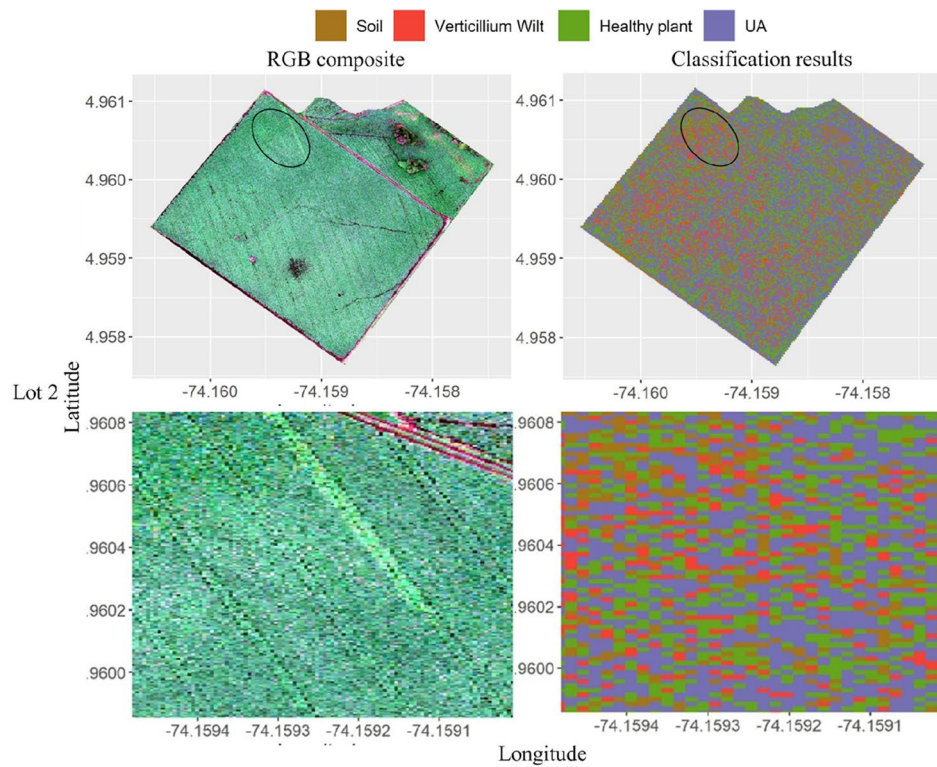 Soil Verticillium Wilt Healthy plant UA
RGB composite
Classification results
4.961
4.960
4.959
4.958
-74.160 -74.159 -74.158
4.961
4.960
4.959
4.958
-74.160 -74.159 -74.158
Lot 2
Latitude
.9608
.9606
.9604
.9602
.9600
-74.1594 -74.1593 -74.1592 -74.1591
.9608
.9606
.9604
.9602
.9600
-74.1594 -74.1593 -74.1592 -74.1591
Longitude